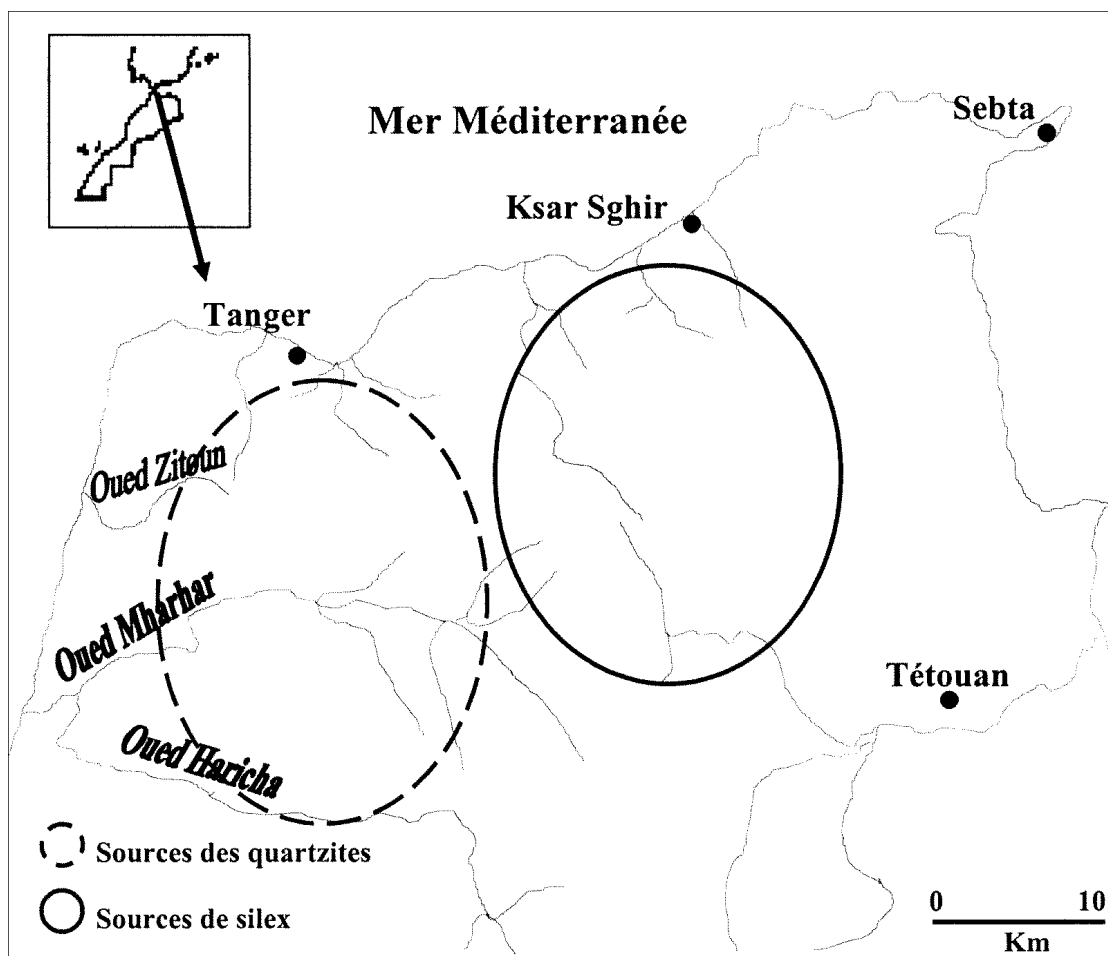 Mer Méditerranée
Sebta
Ksar Sghir
Tanger
Oued Zitoun
Oued Mharhar
Oued Haricha
Tétouan
Sources des quartzites
Sources de silex
0 10
Km